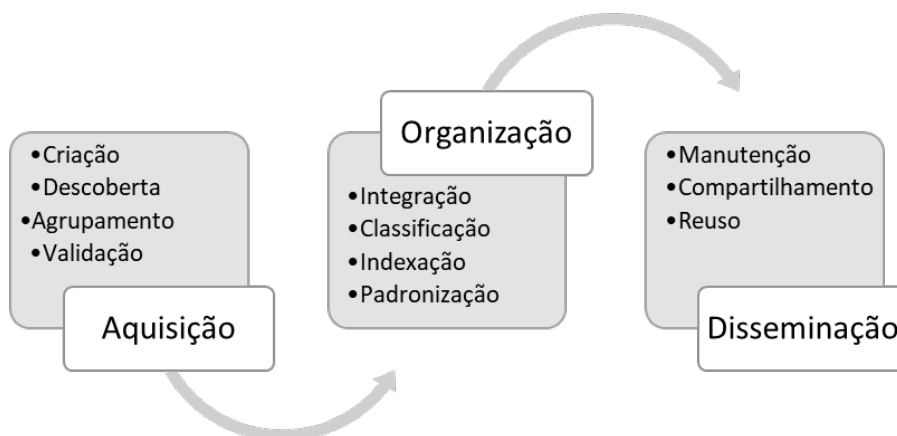 •Criação
•Descoberta
•Agrupamento
•Validação
Aquisição
Organização
•Integração
•Classificação
•Indexação
•Padronização
•Manutenção
•Compartilhamento
•Reuso
Disseminação